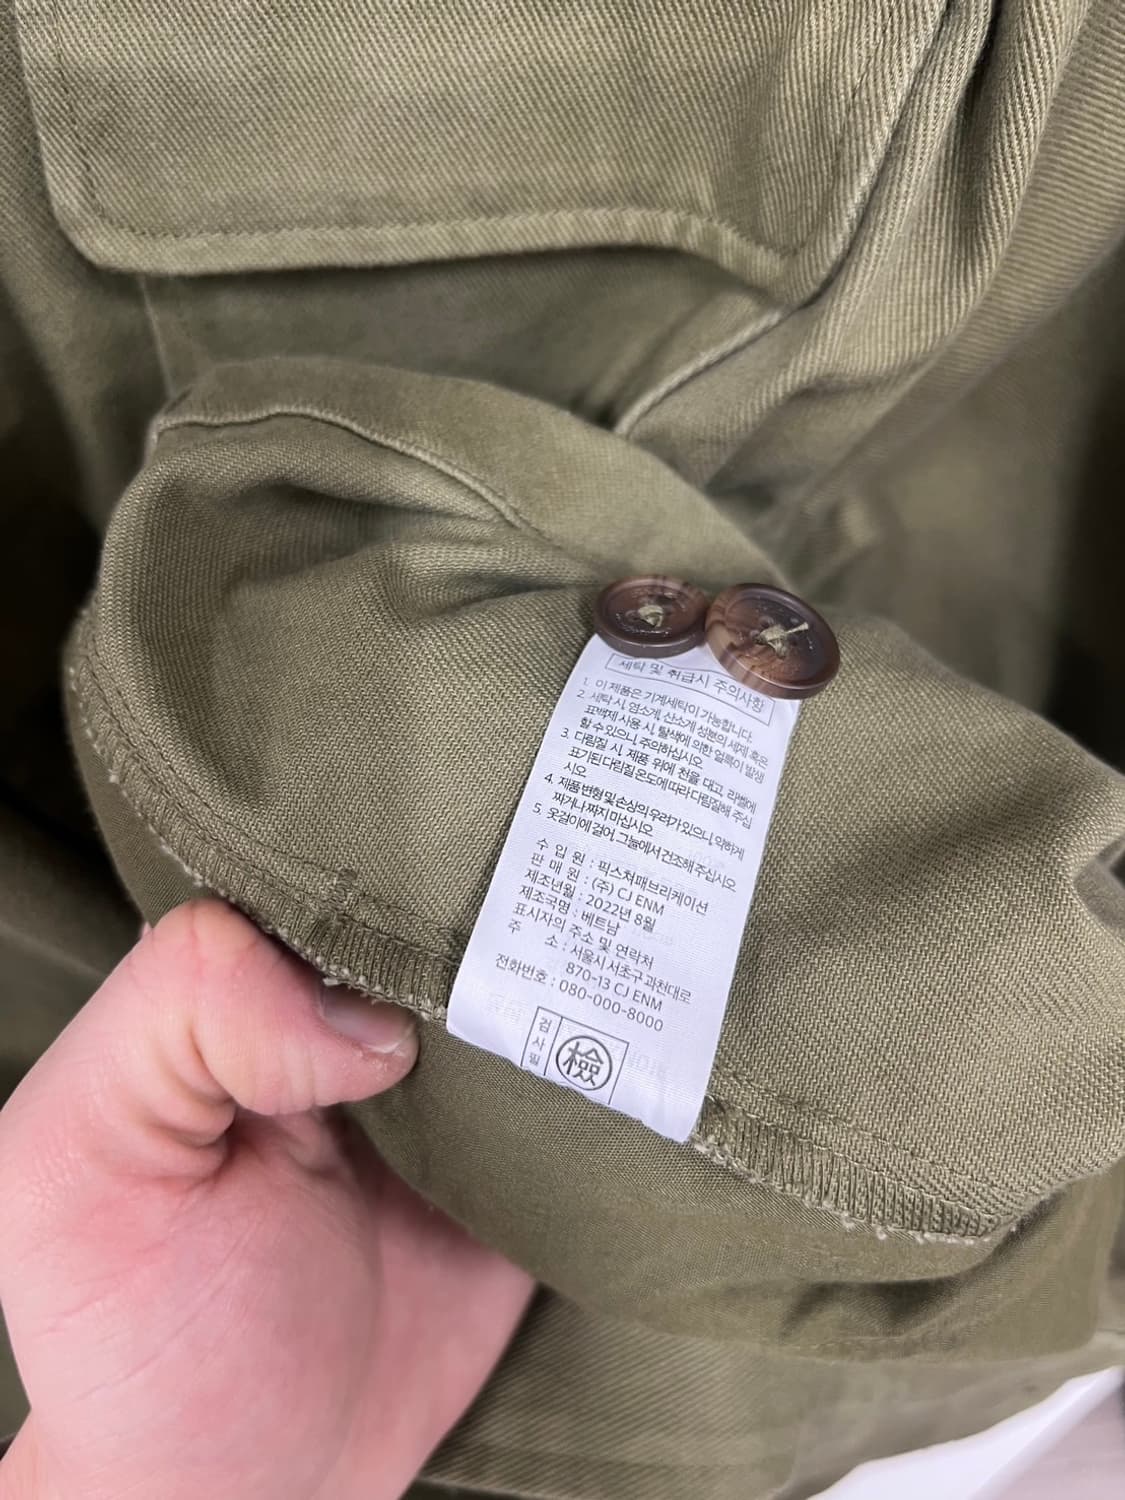 세탁 및 취급시 주의사항
1. 이 제품은 기계세탁이 가능합니다.
2. 세탁 시, 염소계, 산소계 성분의 세제 혹은
표백제 사용 시, 탈색에 의한 얼룩이 발생
할 수 있으니, 주의하십시오
3. 다림질 시, 제품 위에 천을 대고, 라벨에
표기된 다림질 온도에 따라 다림질해 주십
시오
4. 제품 변형 및 손상의 우려가 있으니, 약하게
짜거나 짜지 마십시오
5. 옷걸이에 걸어, 그늘에서 건조해 주십시오
수 입 원 : 픽스쳐패브리케이션
판 매 원 : (주) CJ ENM
제조년월 : 2022년 8월
제조국명 : 베트남
표시자의 주소 및 연락처
주 소 : 서울시 서초구 과천대로
870-13 CJ ENM
전화번호 : 080-000-8000
검사필
檢